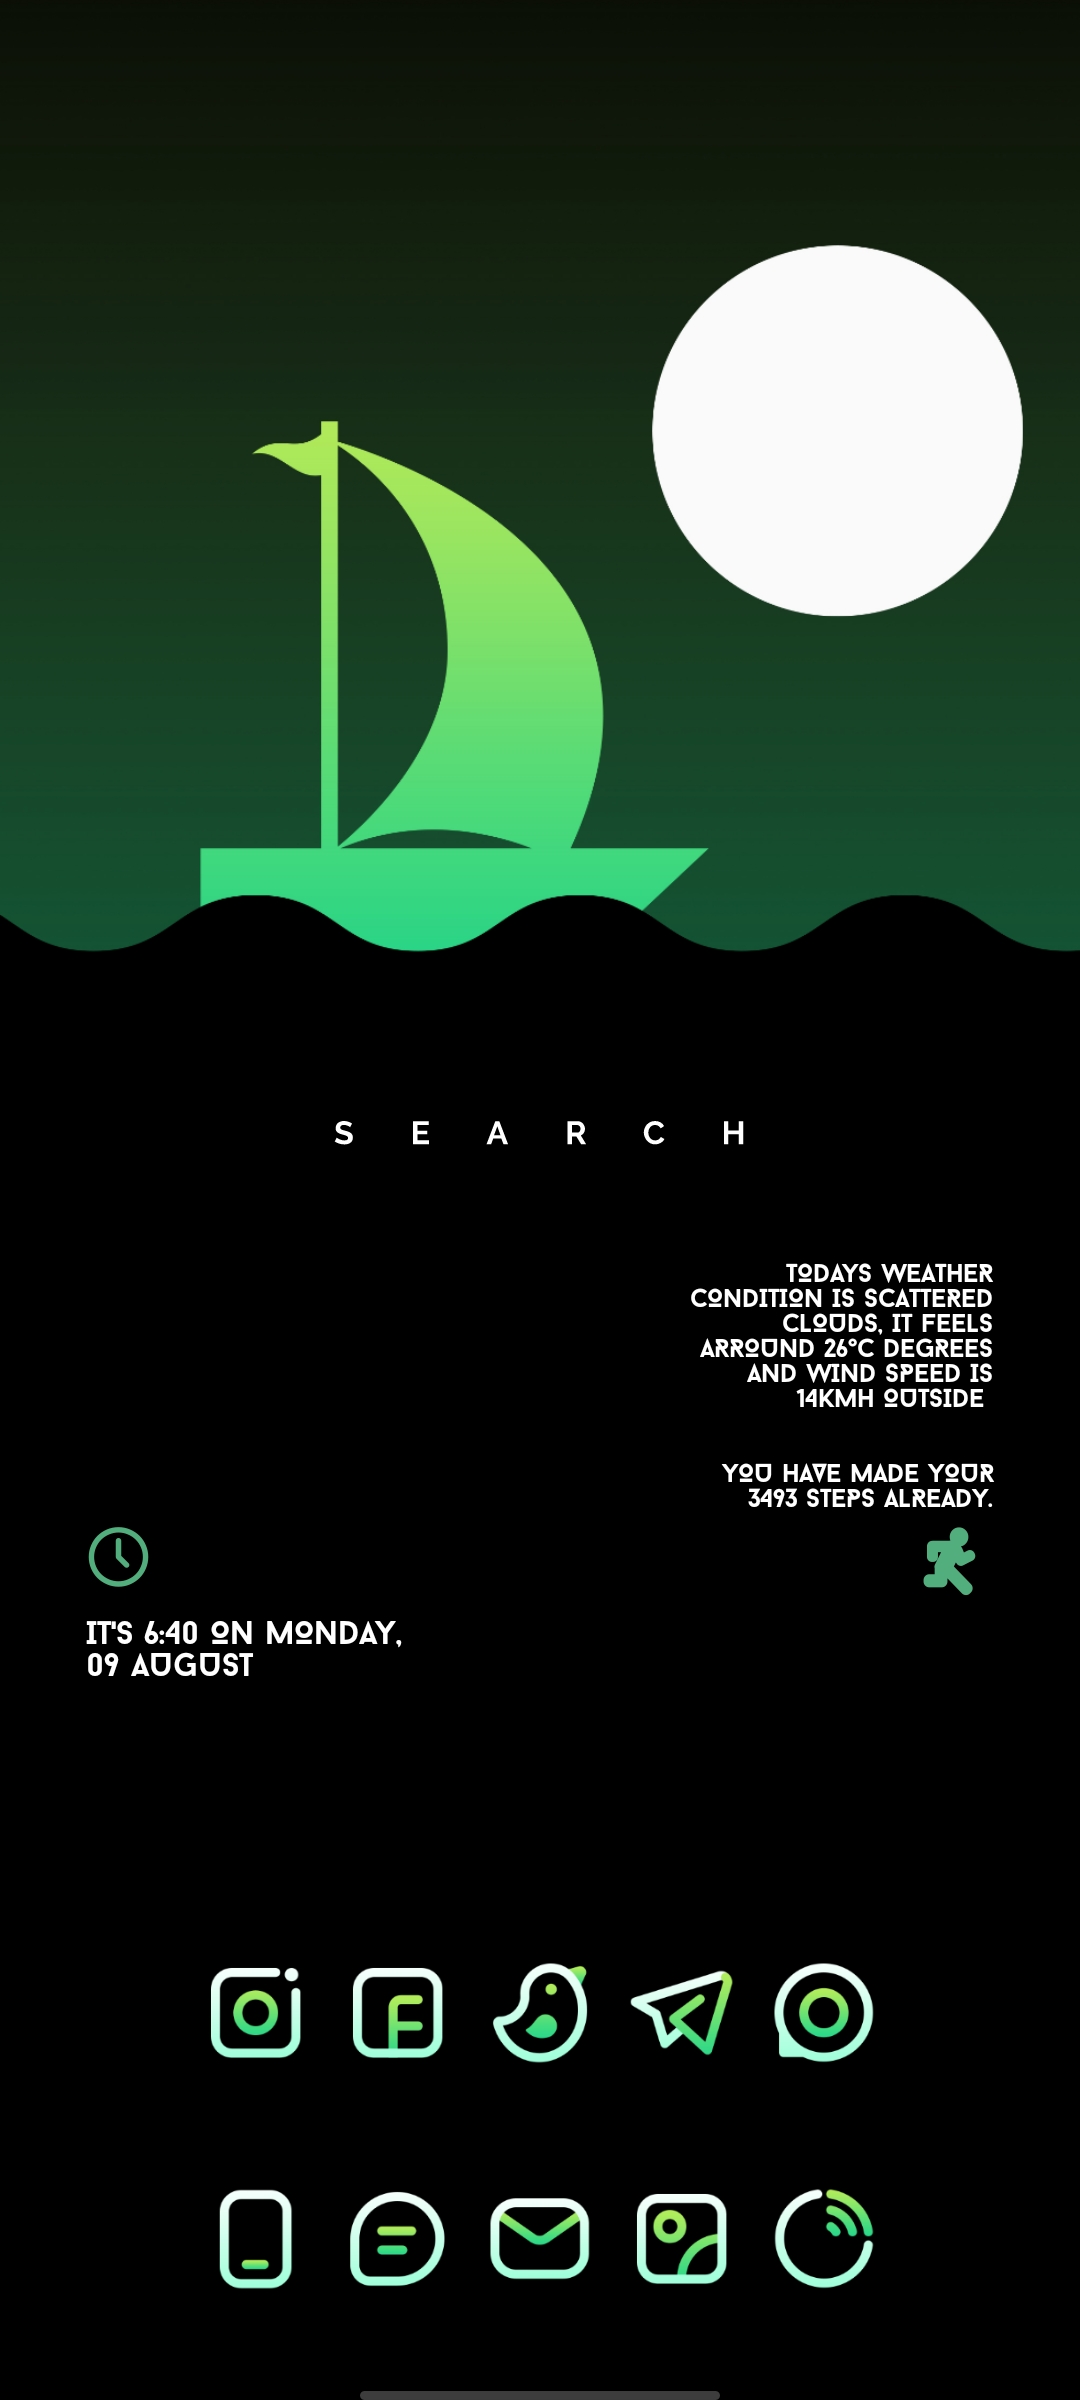 S E A R C H
TODAYS WEATHER
CONDITION IS SCATTERED
CLOUDS, IT FEELS
ARROUND 26°C DEGREES
AND WIND SPEED IS
14KMH OUTSIDE
YOU HAVE MADE YOUR
3493 STEPS ALREADY.
IT'S 6:40 ON MONDAY,
09 AUGUST